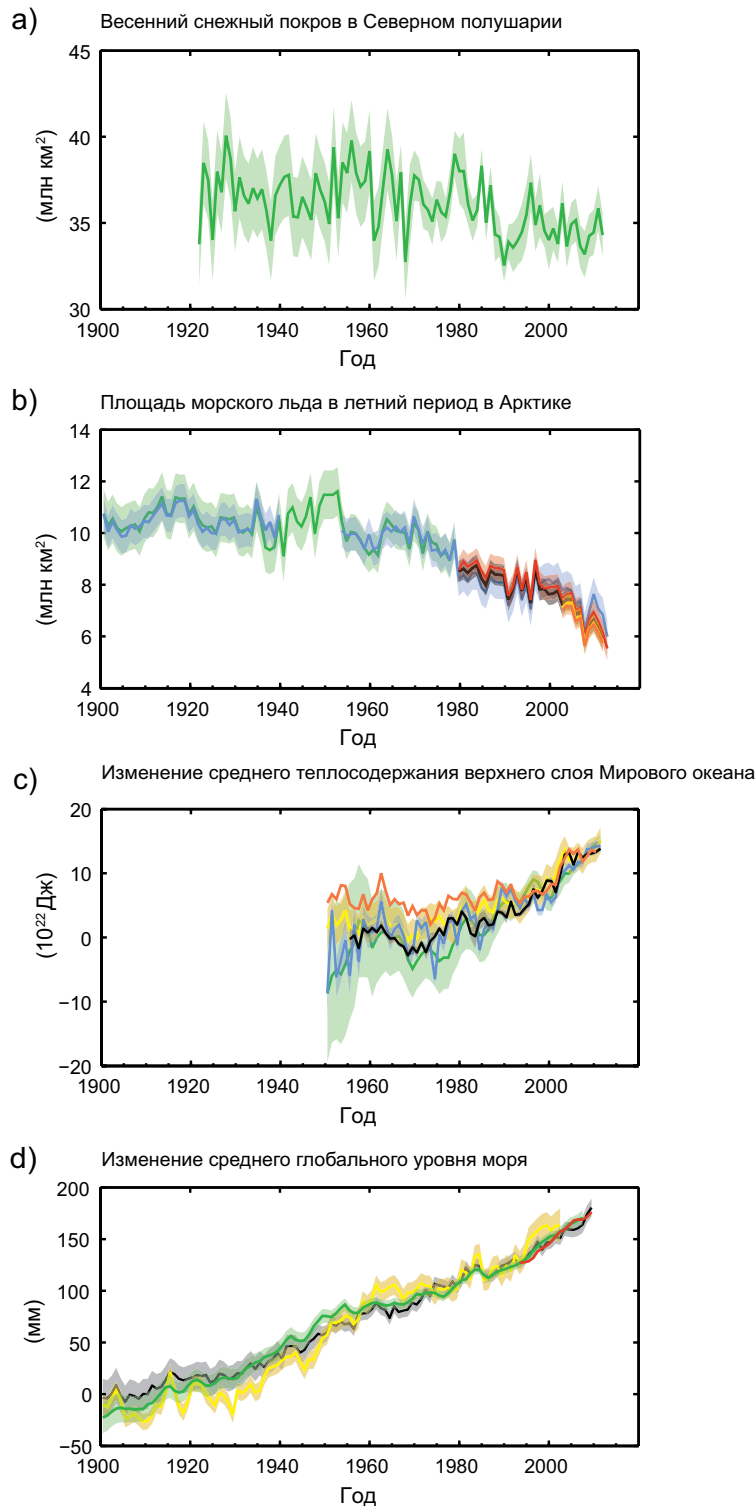 a) Весенний снежный покров в Северном полушарии
45
40
35
30
(млн км²)
1900 1920 1940 1960 1980 2000
Год
b) Площадь морского льда в летний период в Арктике
14
12
10
8
6
4
(млн км²)
1900 1920 1940 1960 1980 2000
Год
c) Изменение среднего теплосодержания верхнего слоя Мирового океана
20
10
0
−10
−20
(10²² Дж)
1900 1920 1940 1960 1980 2000
Год
d) Изменение среднего глобального уровня моря
200
150
100
50
0
−50
(мм)
1900 1920 1940 1960 1980 2000
Год